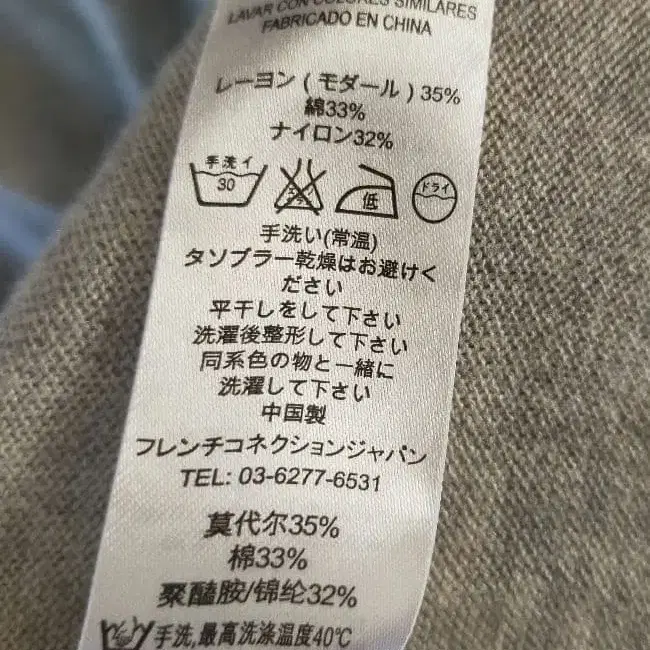 LAVAR CON COLORES SIMILARES
FABRICADO EN CHINA
レーヨン(モダール)35%
綿33%
ナイロン32%
手洗イ
30
低
ドライ
手洗い(常温)
タソブラー乾燥はお避けく
ださい
平干しをして下さい
洗濯後整形して下さい
同系色の物と一緒に
洗濯して下さい
中国製
フレンチコネクションジャパン
TEL: 03-6277-6531
莫代尔35%
棉33%
聚醯胺/锦纶32%
手洗,最高洗涤温度40℃